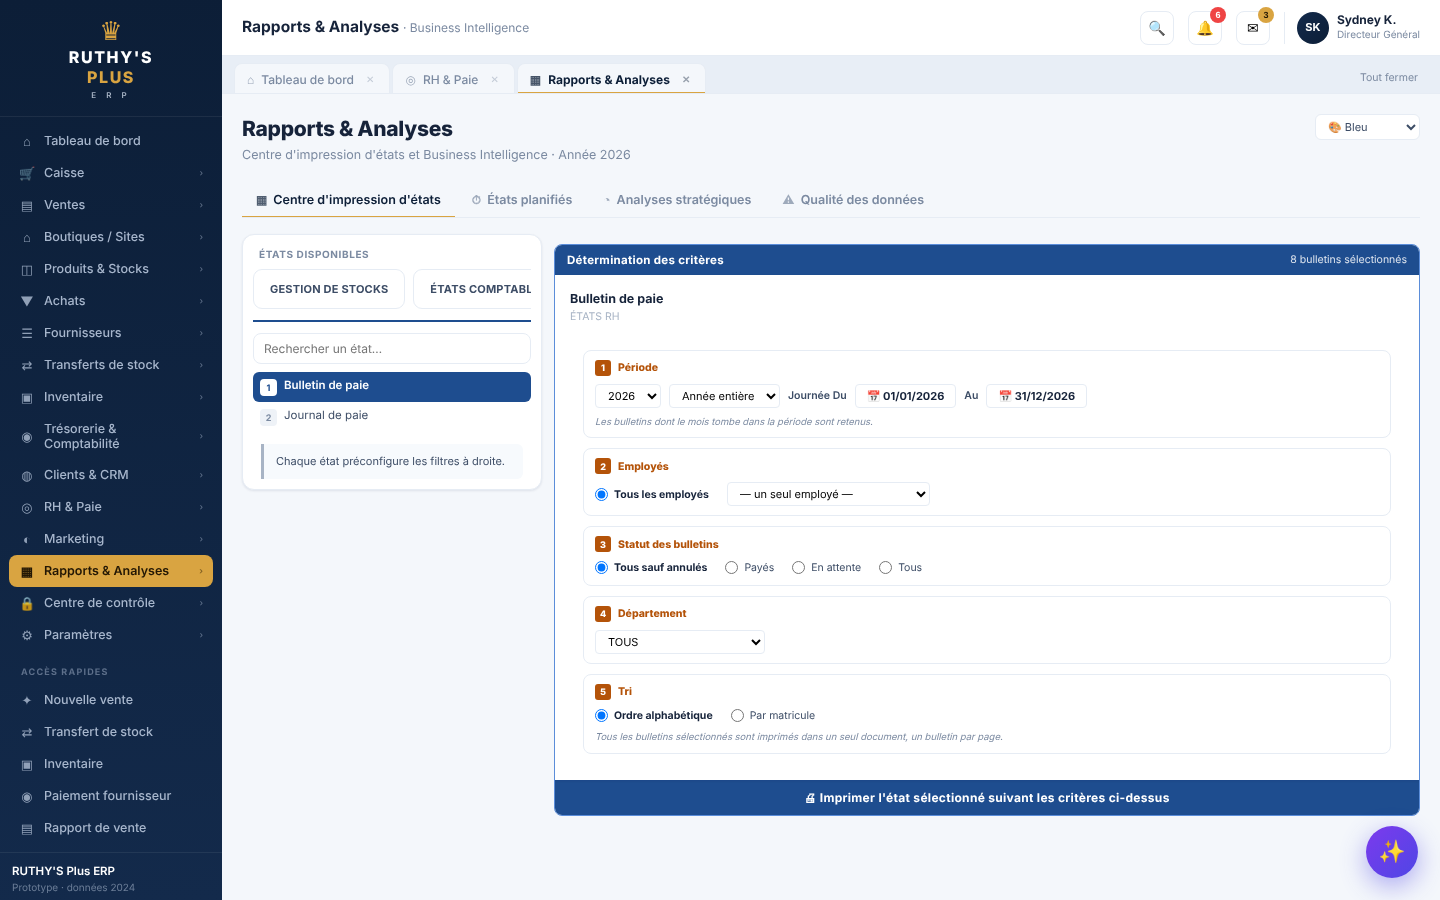 RUTHY'S
PLUS
E R P
Tableau de bord
Caisse
Ventes
Boutiques / Sites
Produits & Stocks
Achats
Fournisseurs
Transferts de stock
Inventaire
Trésorerie &
Comptabilité
Clients & CRM
RH & Paie
Marketing
Rapports & Analyses
Centre de contrôle
Paramètres
ACCÈS RAPIDES
Nouvelle vente
Transfert de stock
Inventaire
Paiement fournisseur
Rapport de vente
RUTHY'S Plus ERP
Prototype · données 2024
Rapports & Analyses · Business Intelligence
6
3
SK
Sydney K.
Directeur Général
Tableau de bord ×
RH & Paie ×
Rapports & Analyses ×
Tout fermer
Rapports & Analyses
Centre d'impression d'états et Business Intelligence · Année 2026
Bleu
Centre d'impression d'états
États planifiés
Analyses stratégiques
Qualité des données
ÉTATS DISPONIBLES
GESTION DE STOCKS
ÉTATS COMPTABL
Rechercher un état...
1 Bulletin de paie
2 Journal de paie
Chaque état préconfigure les filtres à droite.
Détermination des critères
8 bulletins sélectionnés
Bulletin de paie
ÉTATS RH
1 Période
2026 Année entière Journée Du 01/01/2026 Au 31/12/2026
Les bulletins dont le mois tombe dans la période sont retenus.
2 Employés
Tous les employés — un seul employé —
3 Statut des bulletins
Tous sauf annulés Payés En attente Tous
4 Département
TOUS
5 Tri
Ordre alphabétique Par matricule
Tous les bulletins sélectionnés sont imprimés dans un seul document, un bulletin par page.
Imprimer l'état sélectionné suivant les critères ci-dessus